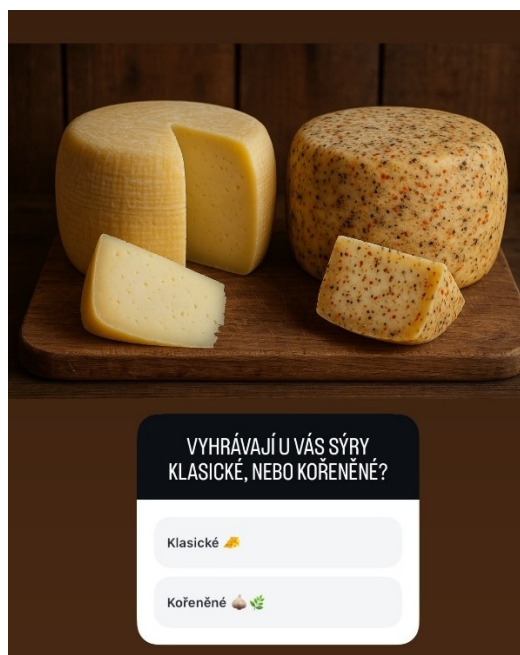 VYHRÁVAJÍ U VÁS SÝRY
KLASICKÉ, NEBO KOŘENĚNÉ?
Klasické 🧀
Kořeněné 🧄🌿